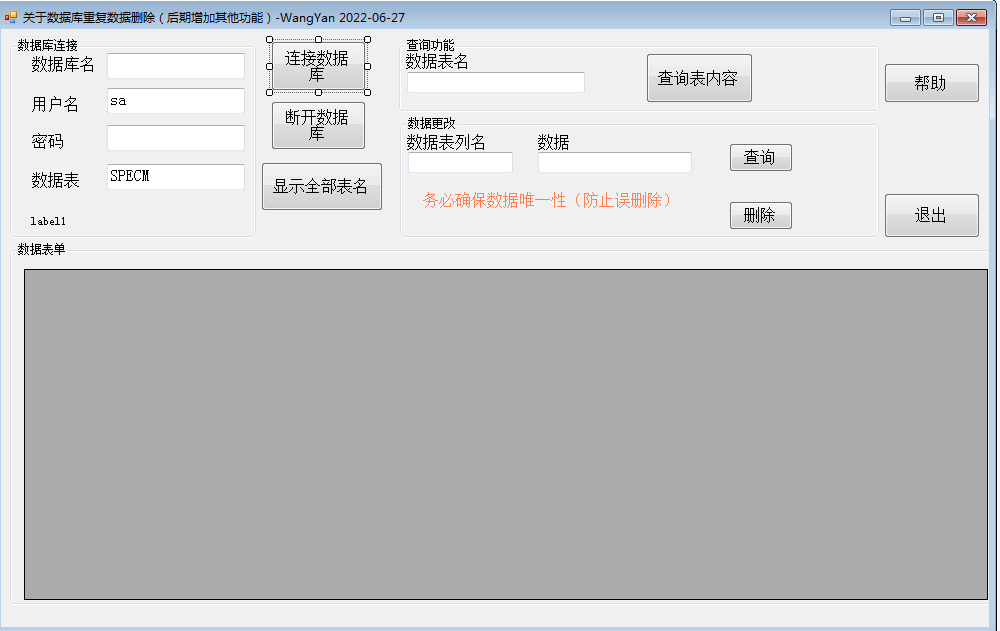 关于数据库重复数据删除（后期增加其他功能）-WangYan 2022-06-27
数据库连接
数据库名
用户名
sa
密码
数据表
SPECM
label1
连接数据
库
断开数据
库
显示全部表名
查询功能
数据表名
查询表内容
数据更改
数据表列名
数据
查询
务必确保数据唯一性（防止误删除）
删除
帮助
退出
数据表单